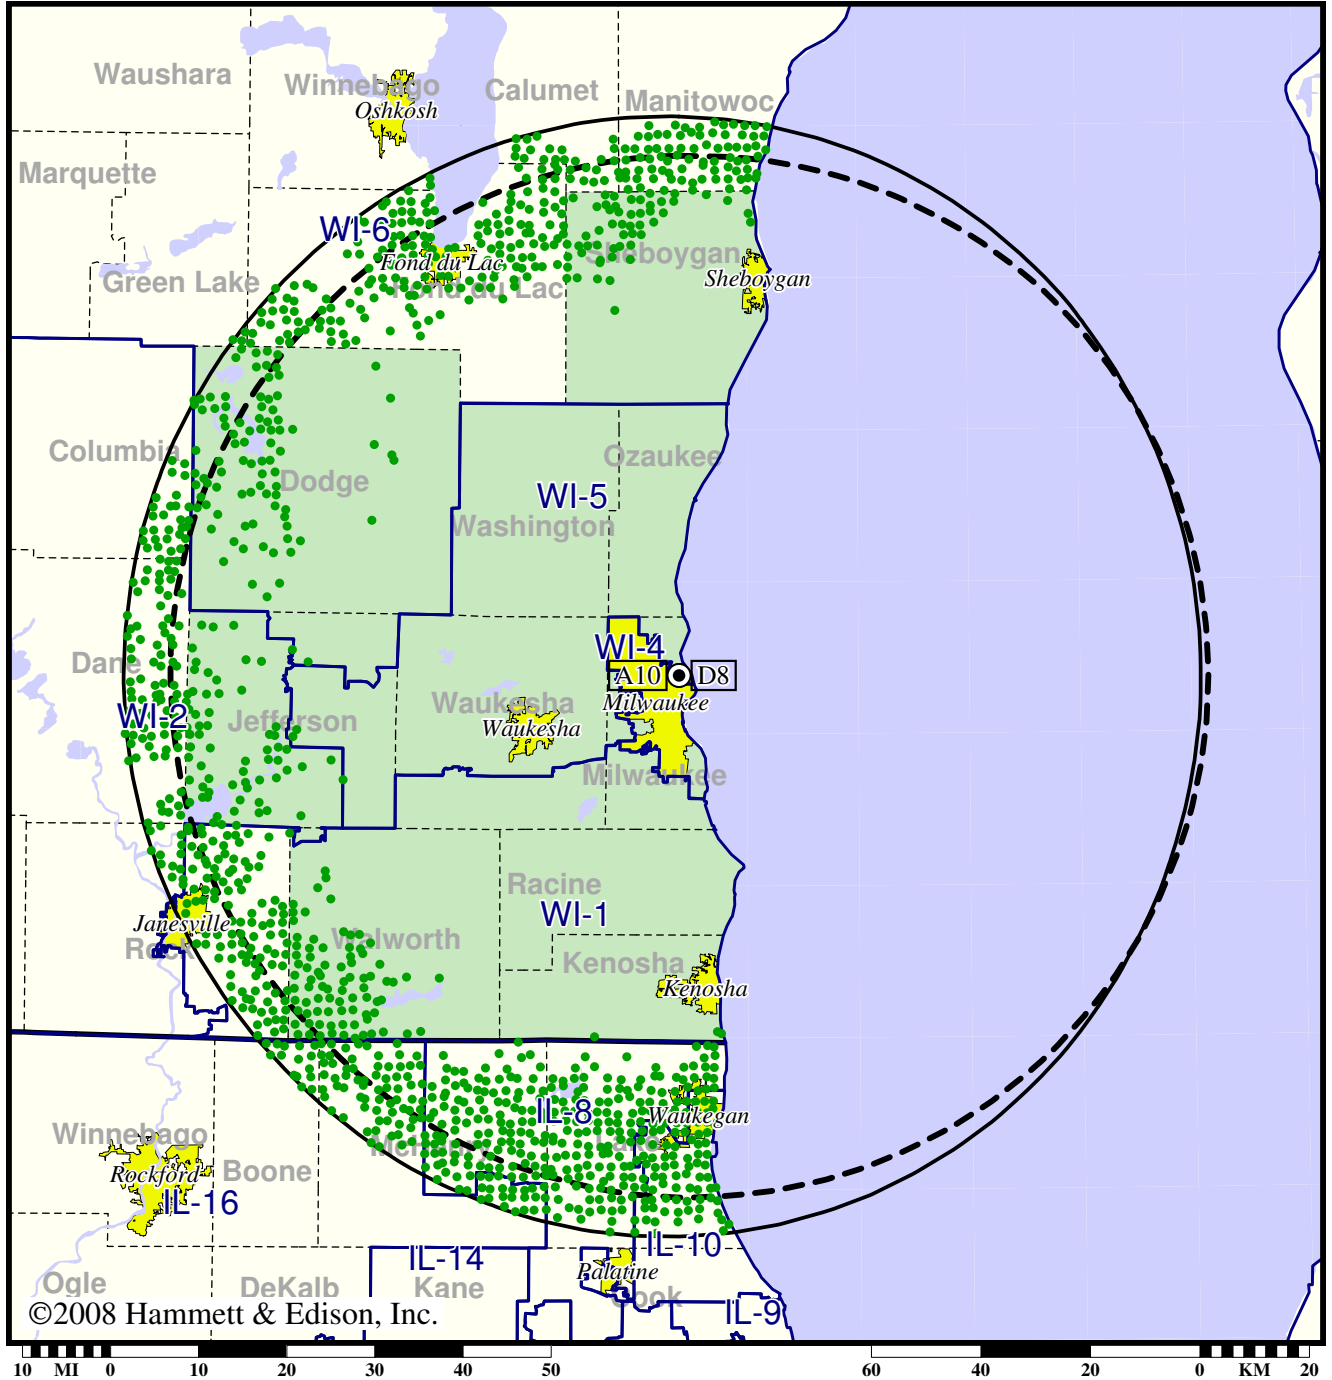 Waushara
Winnebago
Calumet
Manitowoc
Oshkosh
Marquette
WI-6
Fond du Lac
Sheboygan
Green Lake
Fond du Lac
Sheboygan
Columbia
Dodge
Ozaukee
WI-5
Washington
WI-4
Dane
A10
D8
WI-2
Jefferson
Waukesha
Milwaukee
Waukesha
Milwaukee
Racine
WI-1
Janesville
Rock
Walworth
Kenosha
Kenosha
IL-8
Waukegan
Winnebago
McHenry
Lake
Rockford
Boone
IL-16
IL-14
IL-10
Palatine
Ogle
DeKalb
Kane
Cook
IL-9
©2008 Hammett & Edison, Inc.
10 MI 0 10 20 30 40 50 60 40 20 0 KM 20